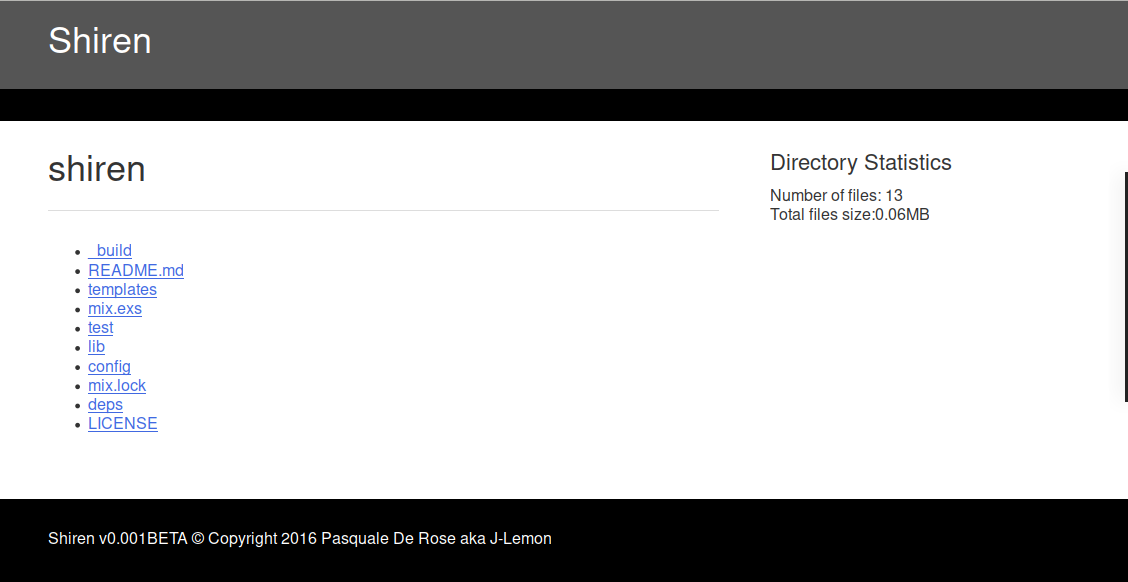 Shiren
shiren
_build
README.md
templates
mix.exs
test
lib
config
mix.lock
deps
LICENSE
Directory Statistics
Number of files: 13
Total files size:0.06MB
Shiren v0.001BETA © Copyright 2016 Pasquale De Rose aka J-Lemon